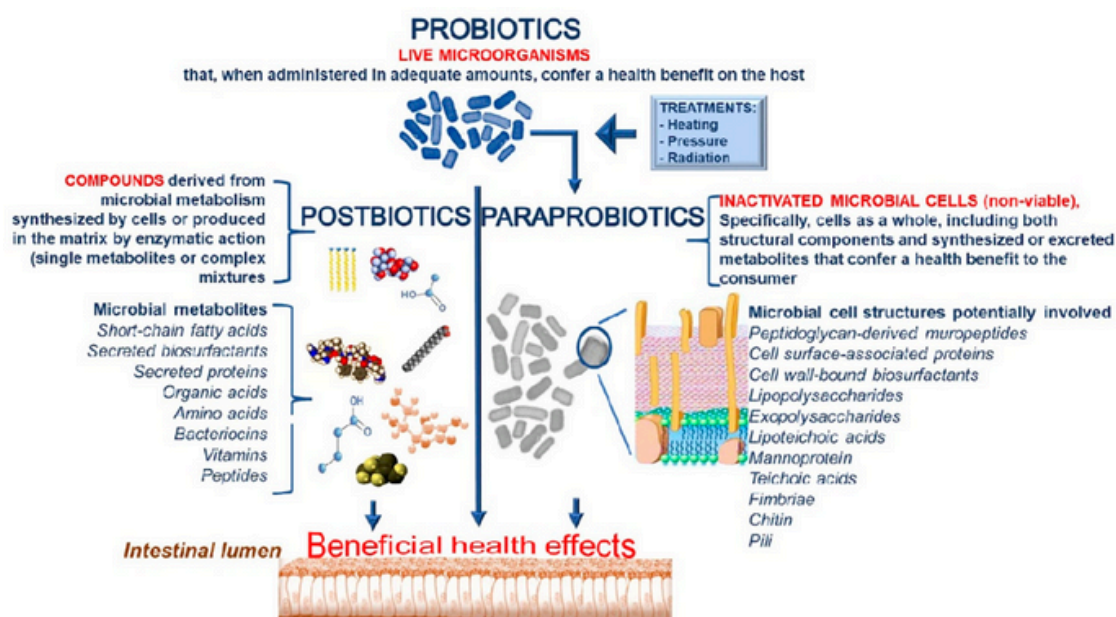 PROBIOTICS
LIVE MICROORGANISMS
that, when administered in adequate amounts, confer a health benefit on the host
TREATMENTS:
- Heating
- Pressure
- Radiation
COMPOUNDS derived from
microbial metabolism
synthesized by cells or produced
in the matrix by enzymatic action
(single metabolites or complex
mixtures
POSTBIOTICS
PARAPROBIOTICS
INACTIVATED MICROBIAL CELLS (non-viable),
Specifically, cells as a whole, including both
structural components and synthesized or excreted
metabolites that confer a health benefit to the
consumer
HO
O
Microbial metabolites
Short-chain fatty acids
Secreted biosurfactants
Secreted proteins
Organic acids
Amino acids
Bacteriocins
Vitamins
Peptides
OH
O
Microbial cell structures potentially involved
Peptidoglycan-derived muropeptides
Cell surface-associated proteins
Cell wall-bound biosurfactants
Lipopolysaccharides
Exopolysaccharides
Lipoteichoic acids
Mannoprotein
Teichoic acids
Fimbriae
Chitin
Pili
Intestinal lumen
Beneficial health effects